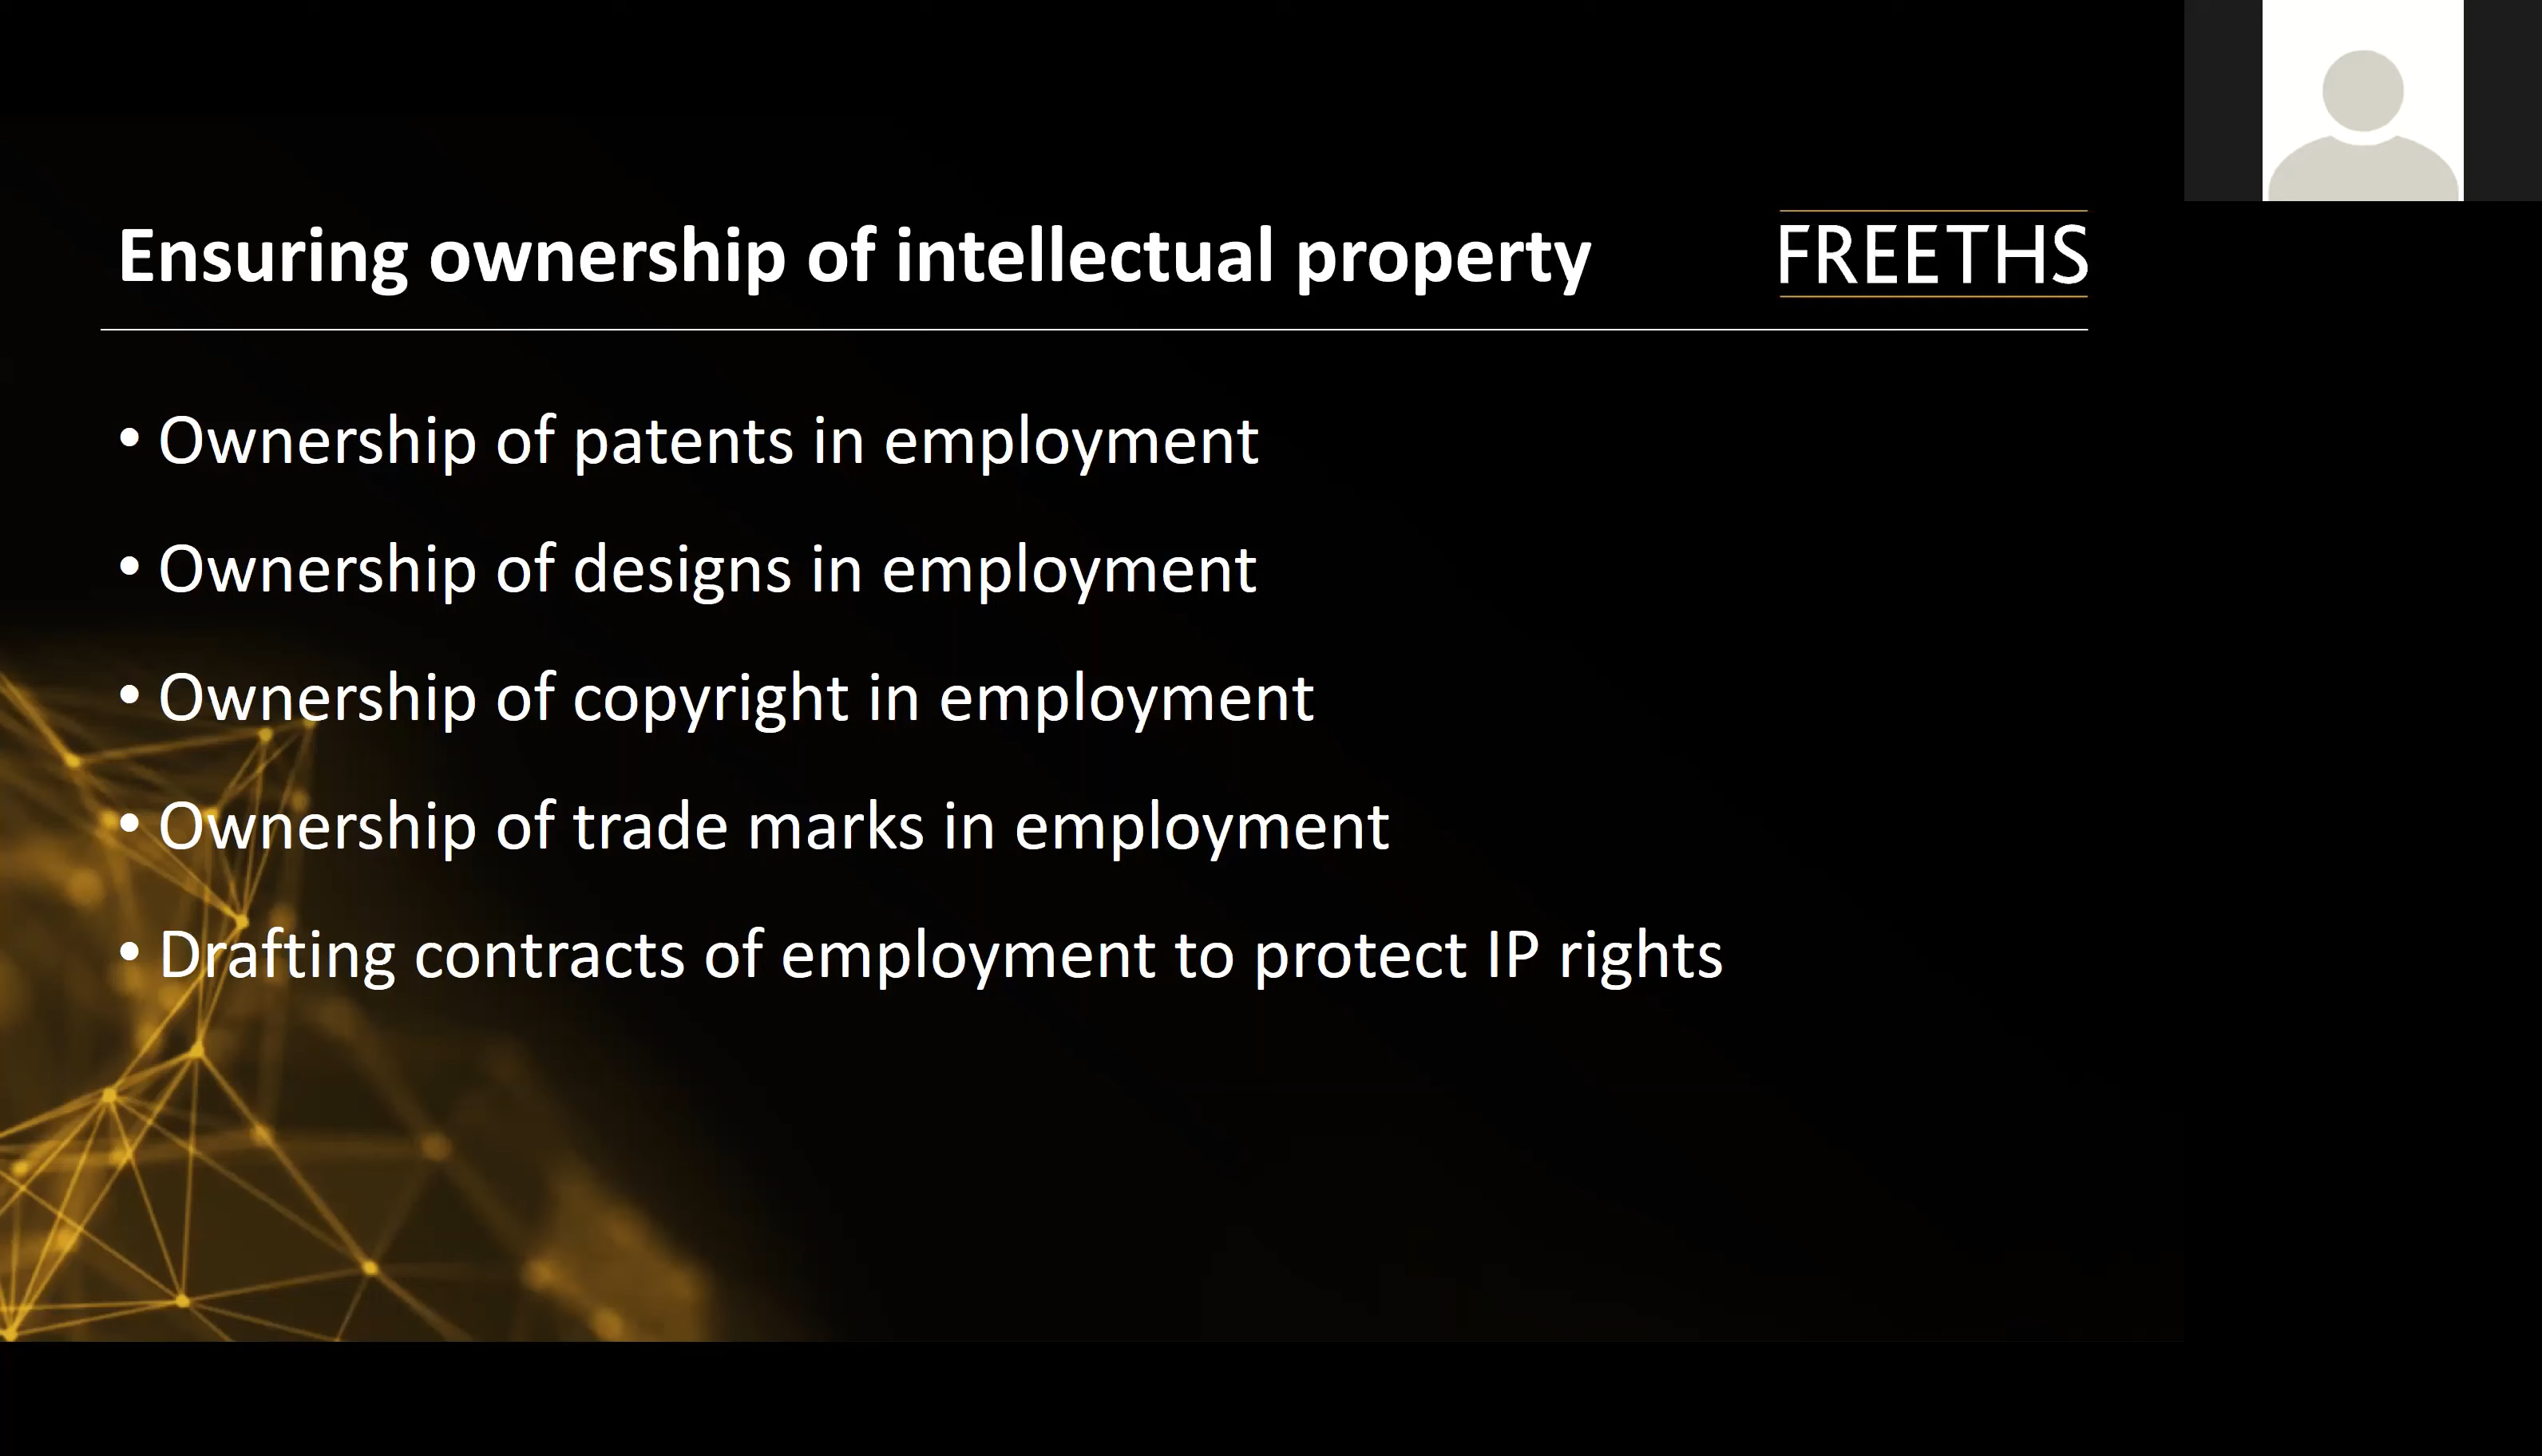 Ensuring ownership of intellectual property
FREETHS
• Ownership of patents in employment
• Ownership of designs in employment
• Ownership of copyright in employment
• Ownership of trade marks in employment
• Drafting contracts of employment to protect IP rights